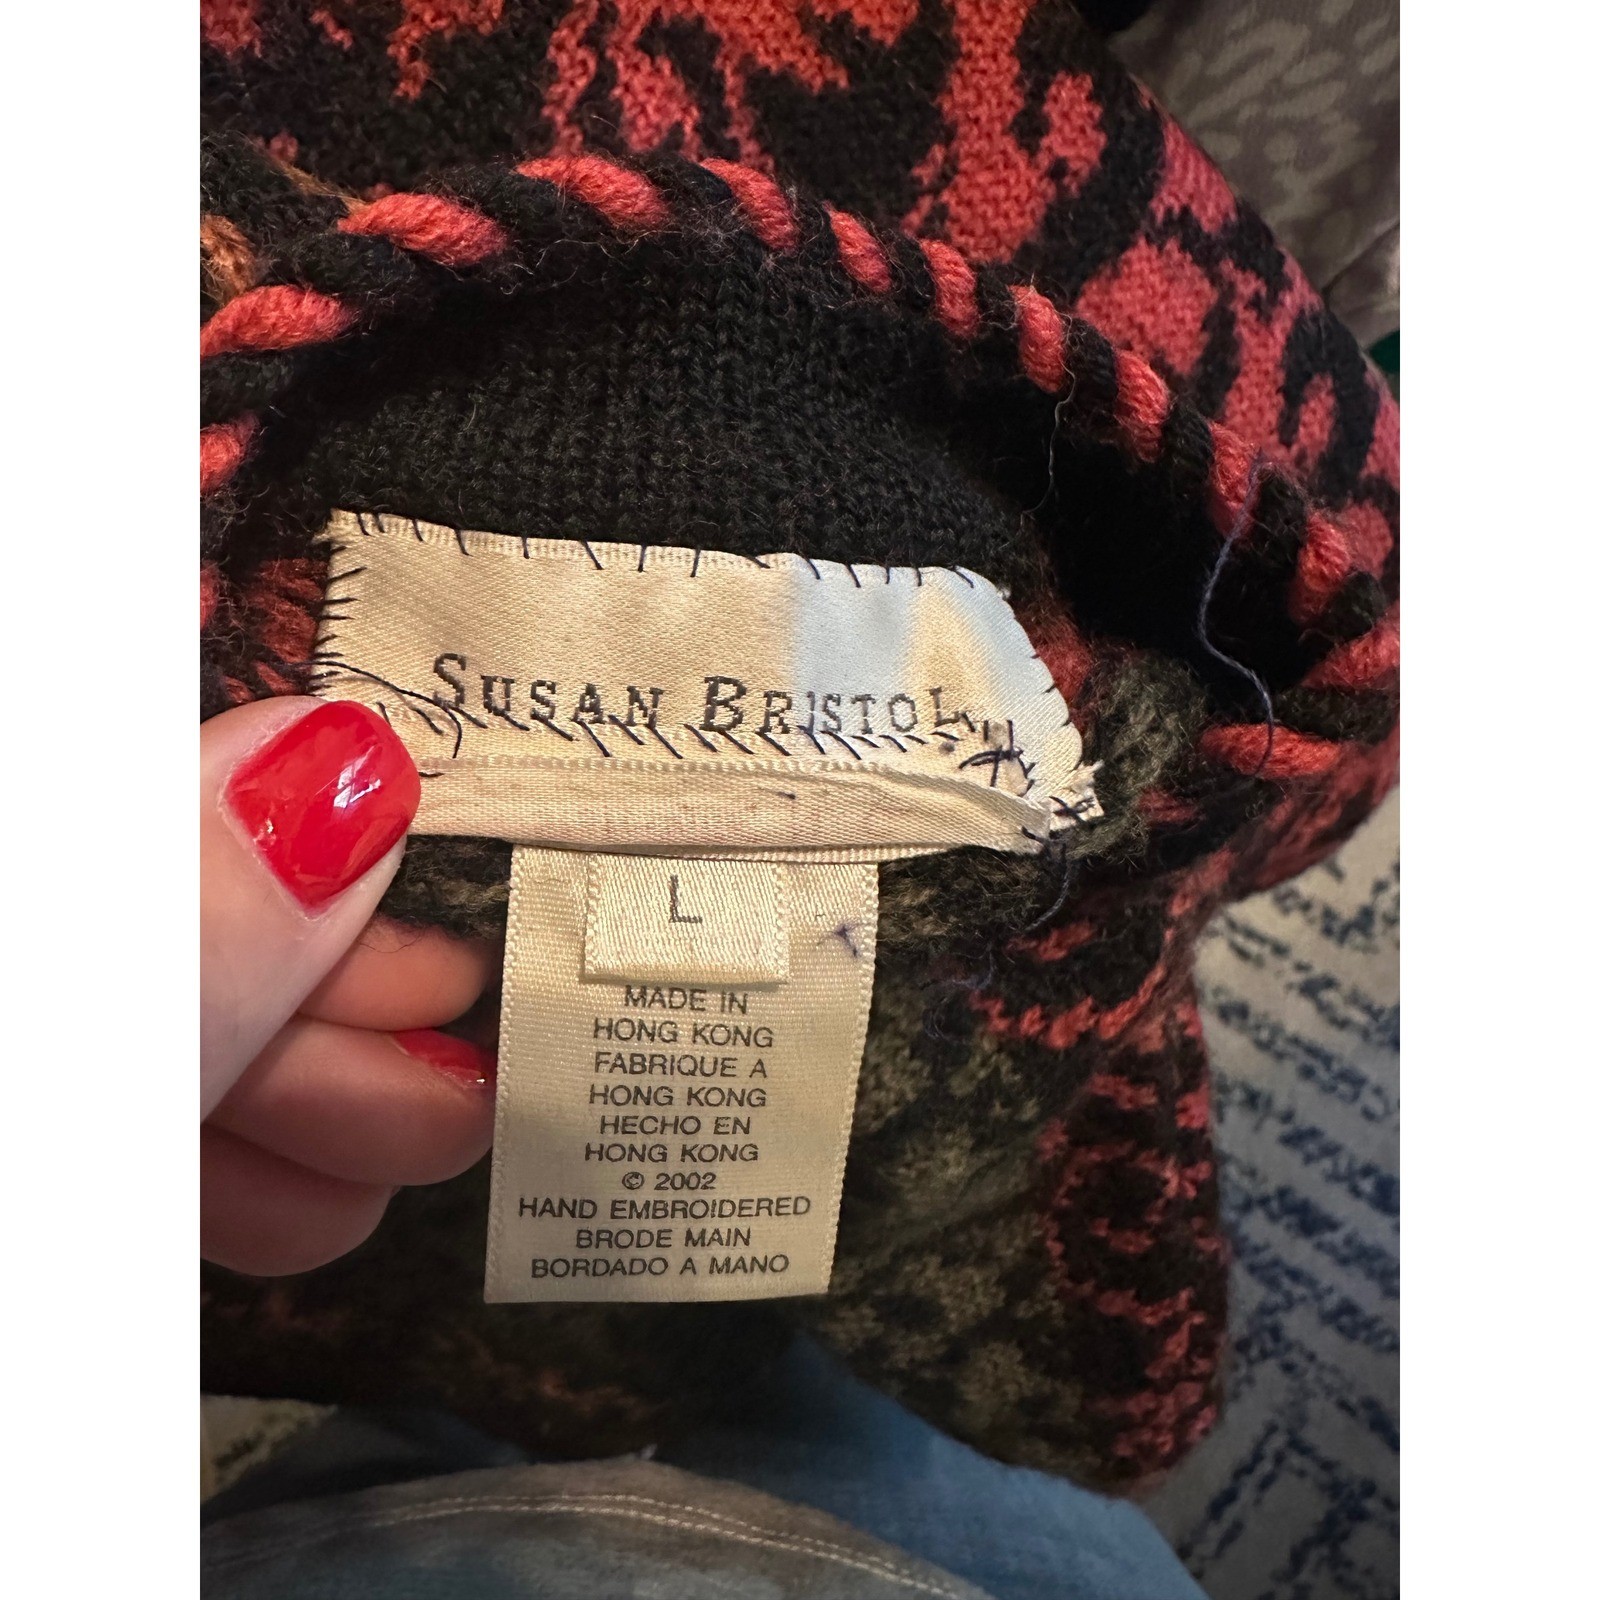 SUSAN BRISTOL
L
MADE IN
HONG KONG
FABRIQUE A
HONG KONG
HECHO EN
HONG KONG
© 2002
HAND EMBROIDERED
BRODE MAIN
BORDADO A MANO